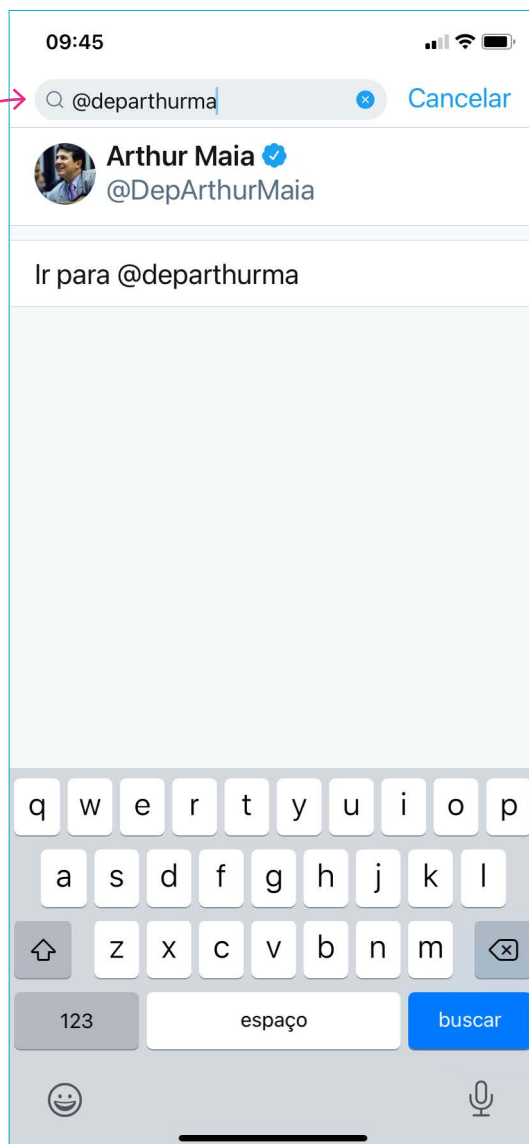 09:45
@departhurma
Cancelar
Arthur Maia
@DepArthurMaia
Ir para @departhurma
q w e r t y u i o p
a s d f g h j k l
z x c v b n m
123 espaço buscar